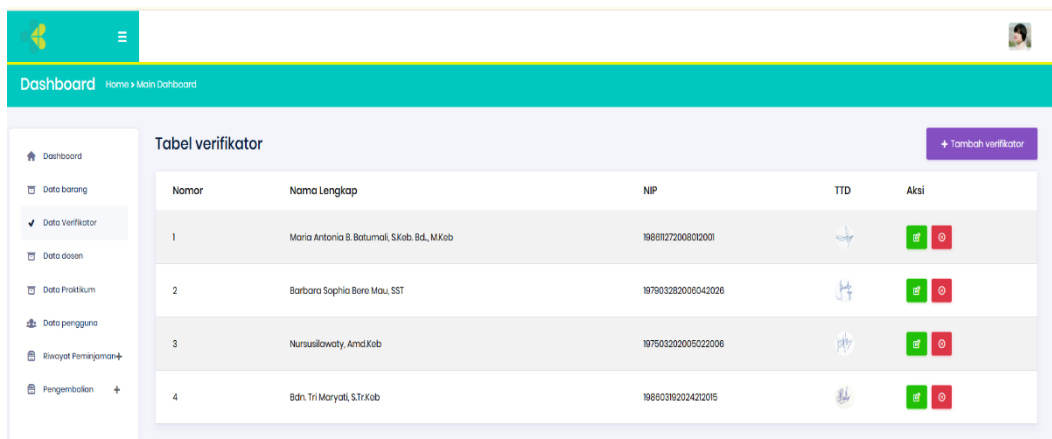 Dashboard Home > Main Dahboard
Dashboard
Data barang
Data Verifikator
Data dosen
Data Praktikum
Data pengguna
Riwayat Peminjaman+
Pengembalian +
Tabel verifikator
+ Tambah verifikator
Nomor Nama Lengkap NIP TTD Aksi
1 Maria Antonia B. Batumali, S.Keb. Bd., M.Keb 198611272008012001
2 Barbara Sophia Bere Mau, SST 197903282006042026
3 Nursusilawaty, Amd.Keb 197503202005022006
4 Bdn. Tri Maryati, S.Tr.Keb 198603192024212015